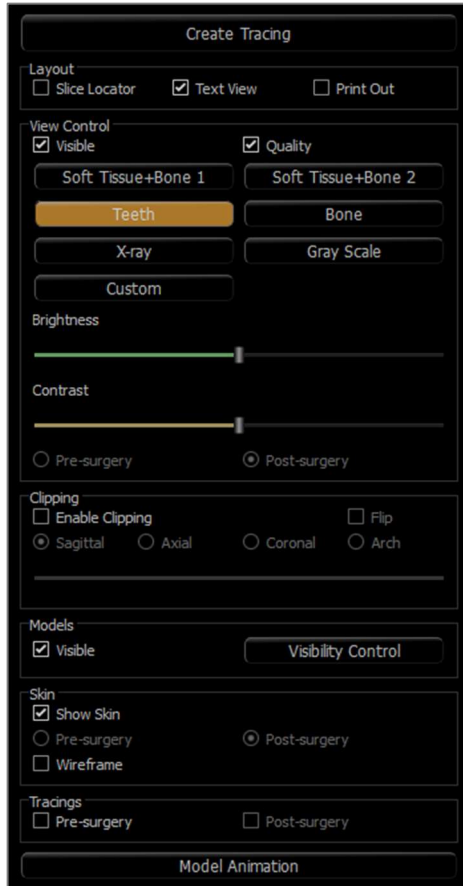 Create Tracing
Layout
Slice Locator Text View Print Out
View Control
Visible Quality
Soft Tissue+Bone 1 Soft Tissue+Bone 2
Teeth Bone
X-ray Gray Scale
Custom
Brightness
Contrast
Pre-surgery Post-surgery
Clipping
Enable Clipping Flip
Sagittal Axial Coronal Arch
Models
Visible Visibility Control
Skin
Show Skin
Pre-surgery Post-surgery
Wireframe
Tracings
Pre-surgery Post-surgery
Model Animation